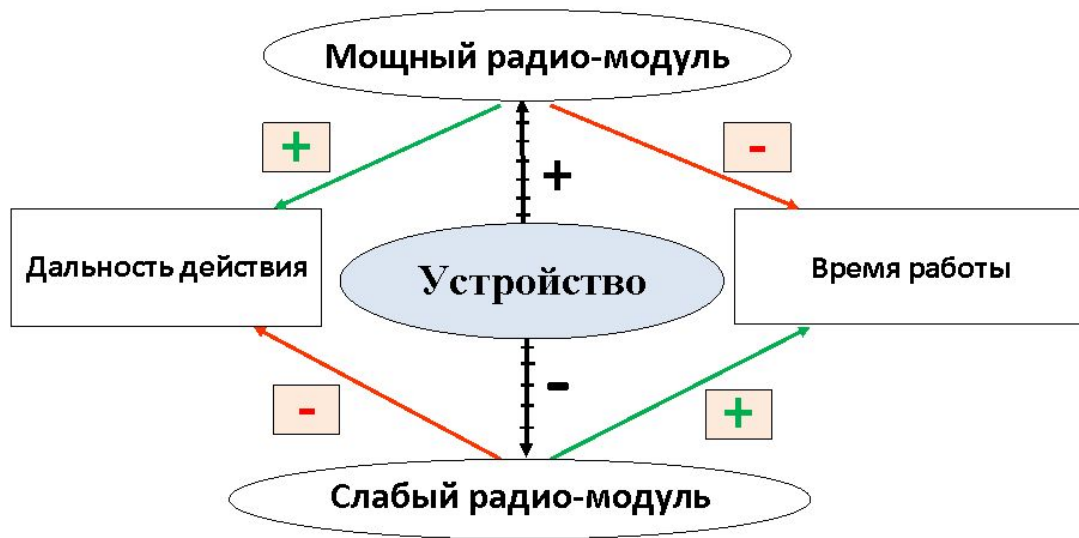 Мощный радио-модуль
+
-
+
Дальность действия
Устройство
Время работы
-
-
+
Слабый радио-модуль